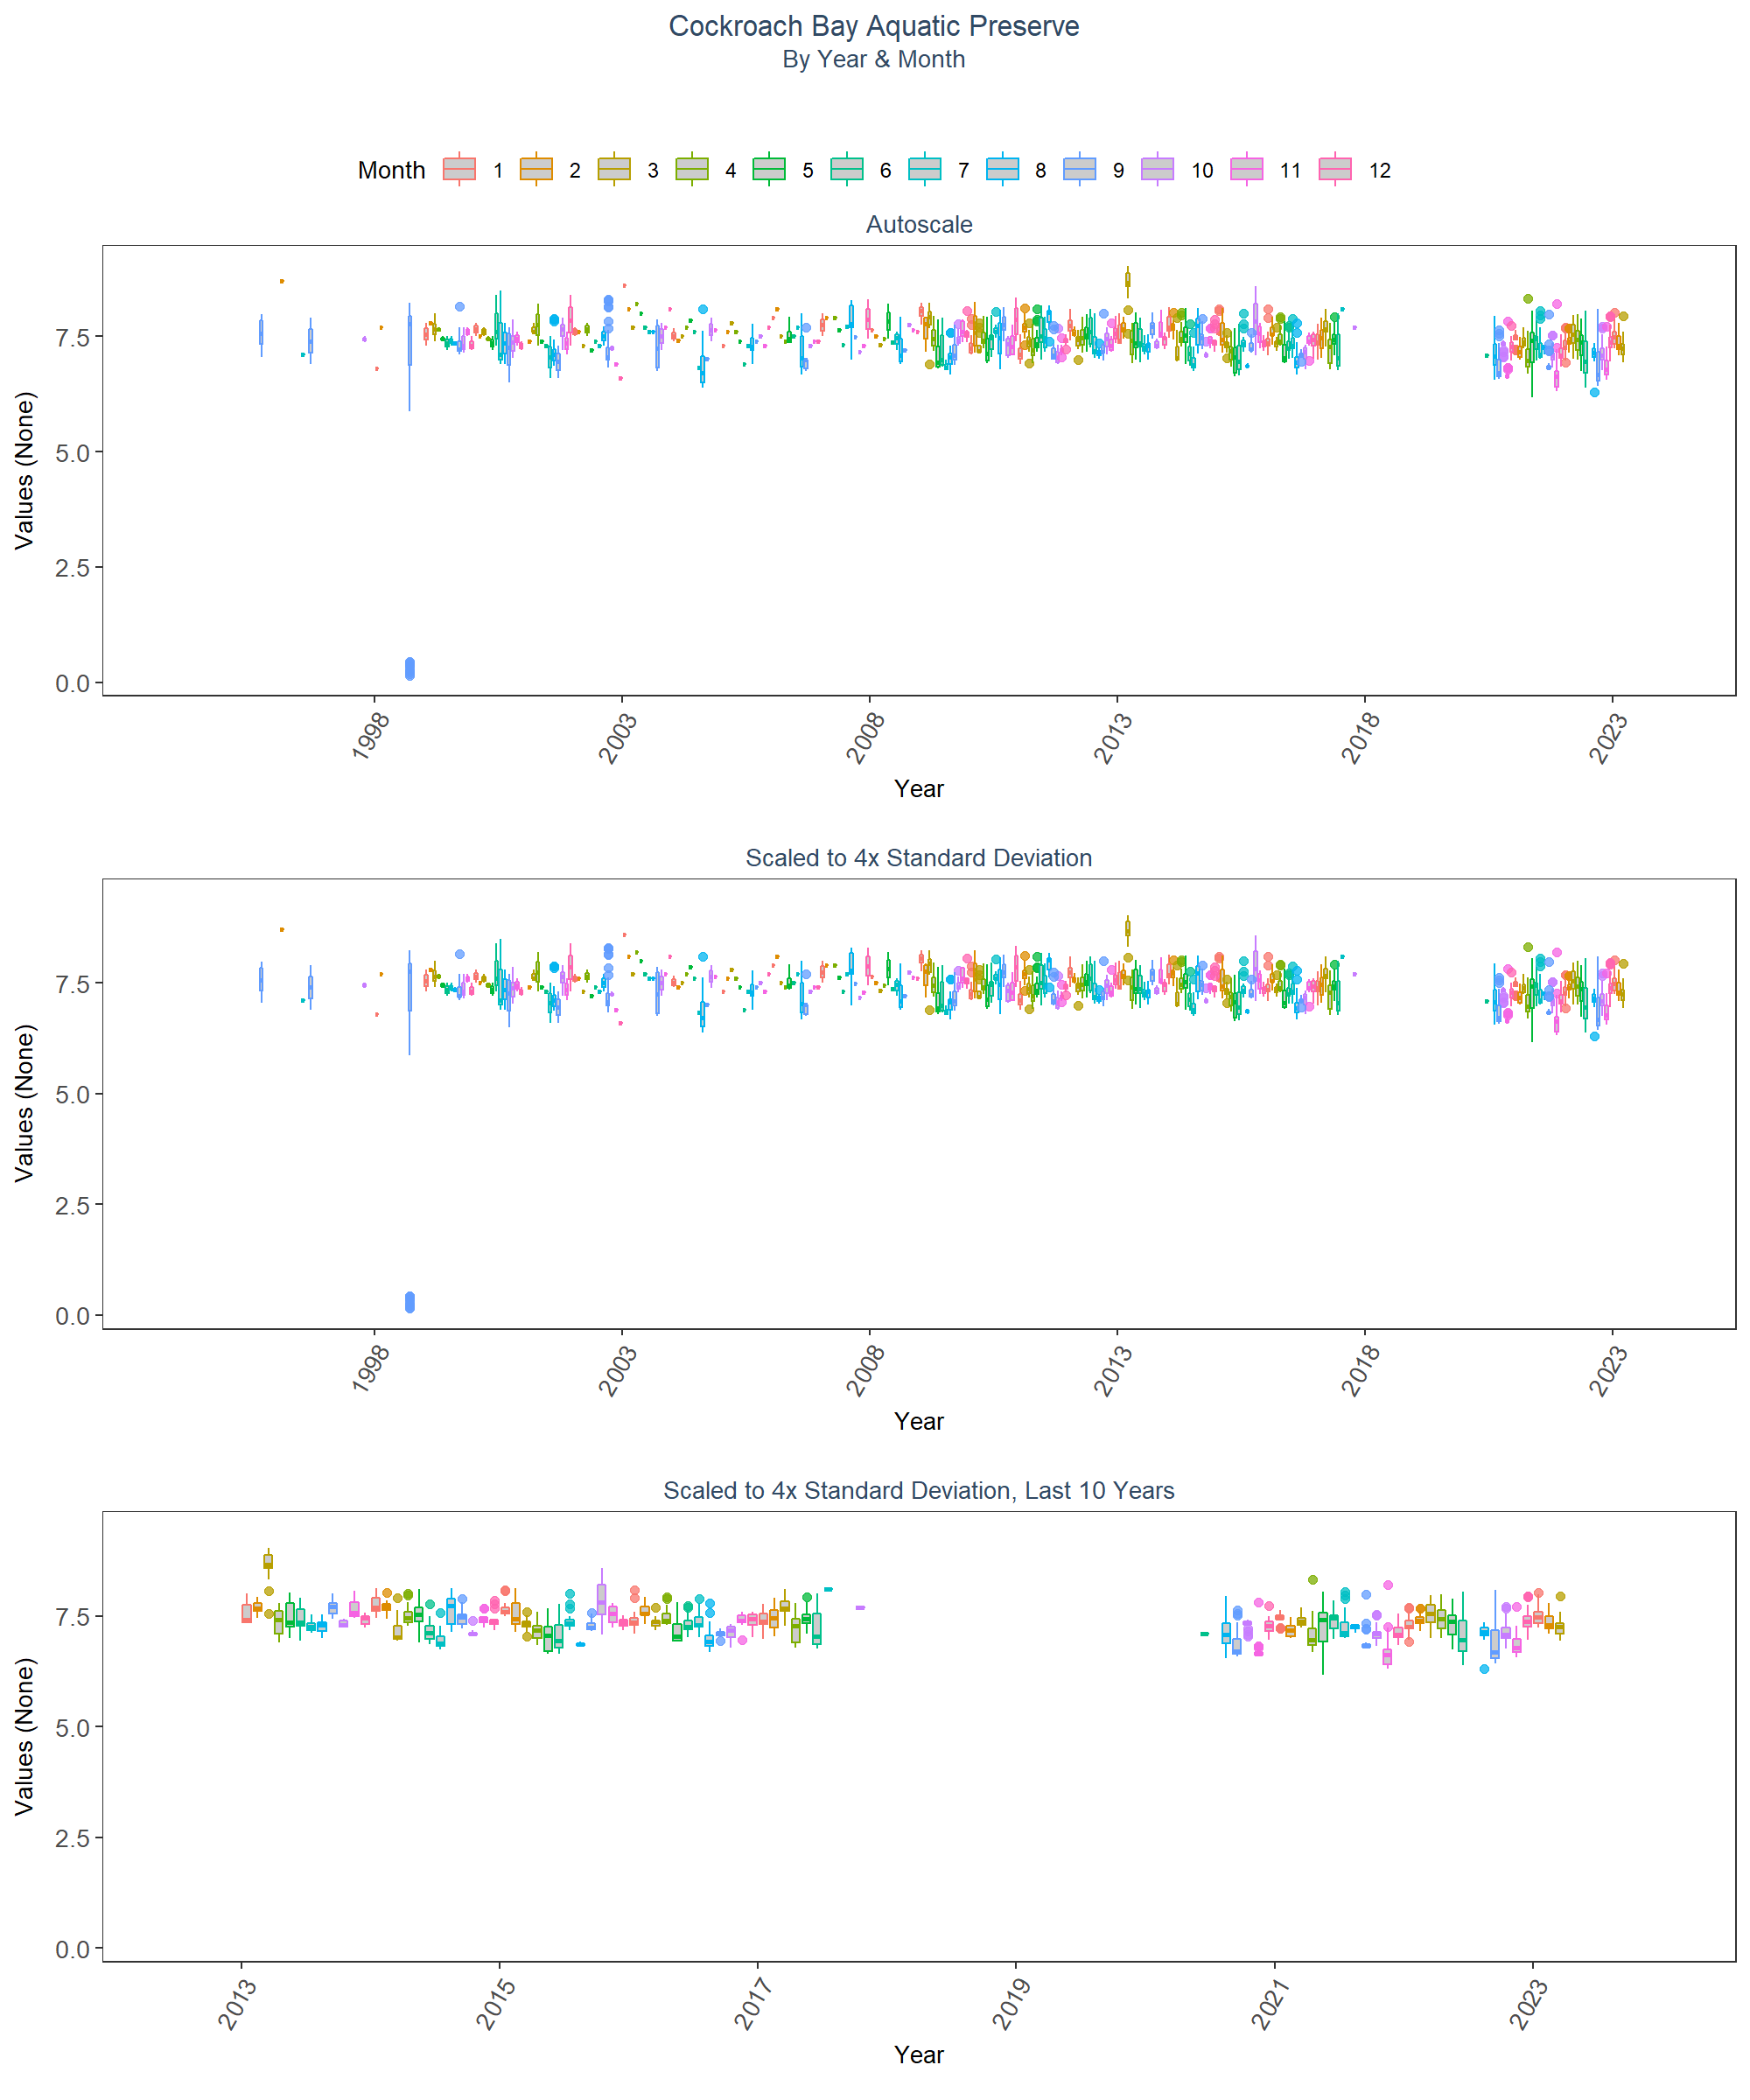 Cockroach Bay Aquatic Preserve
By Year & Month
Month 1 2 3 4 5 6 7 8 9 10 11 12
Autoscale
Values (None)
7.5
5.0
2.5
0.0
1998 2003 2008 2013 2018 2023
Year
Scaled to 4x Standard Deviation
Values (None)
7.5
5.0
2.5
0.0
1998 2003 2008 2013 2018 2023
Year
Scaled to 4x Standard Deviation, Last 10 Years
Values (None)
7.5
5.0
2.5
0.0
2013 2015 2017 2019 2021 2023
Year